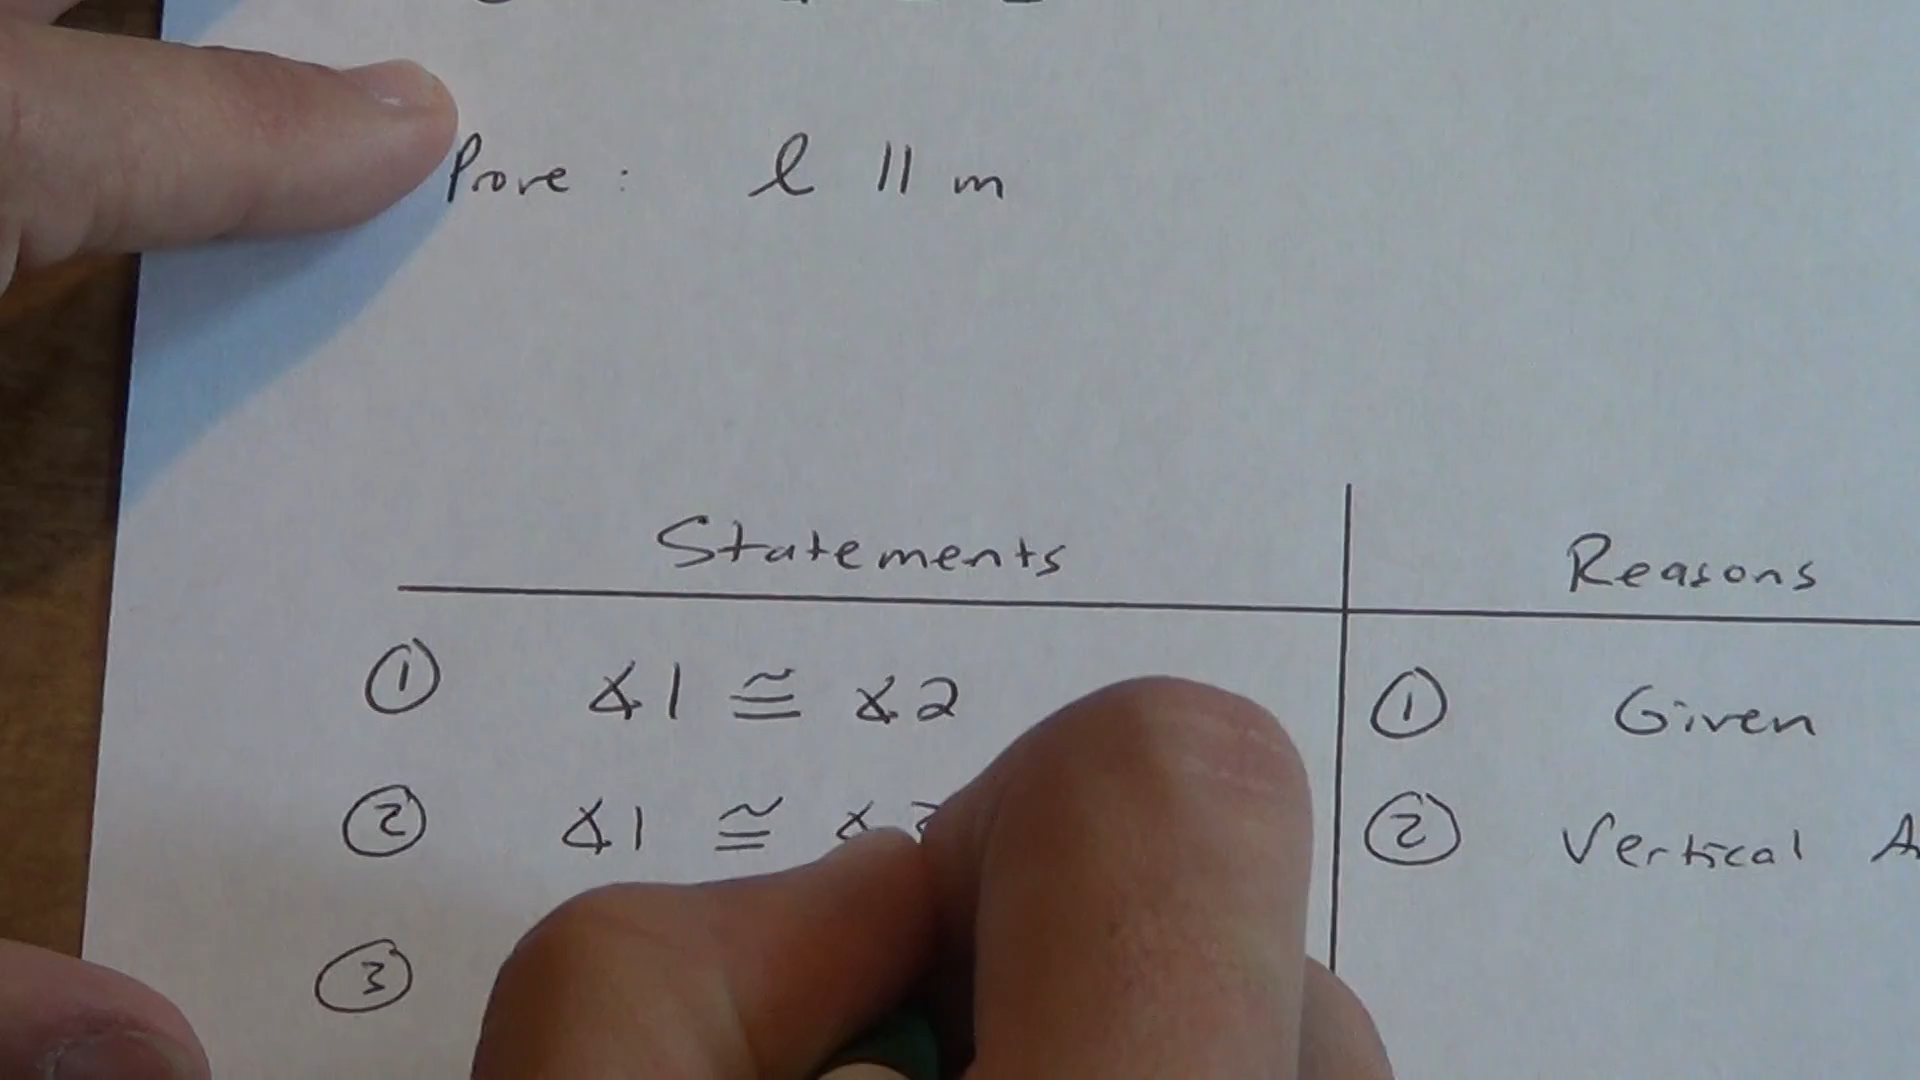 Prove : ℓ || m
Statements Reasons
① ∡1 ≅ ∡2 ① Given
② ∡1 ≅ ② Vertical
③